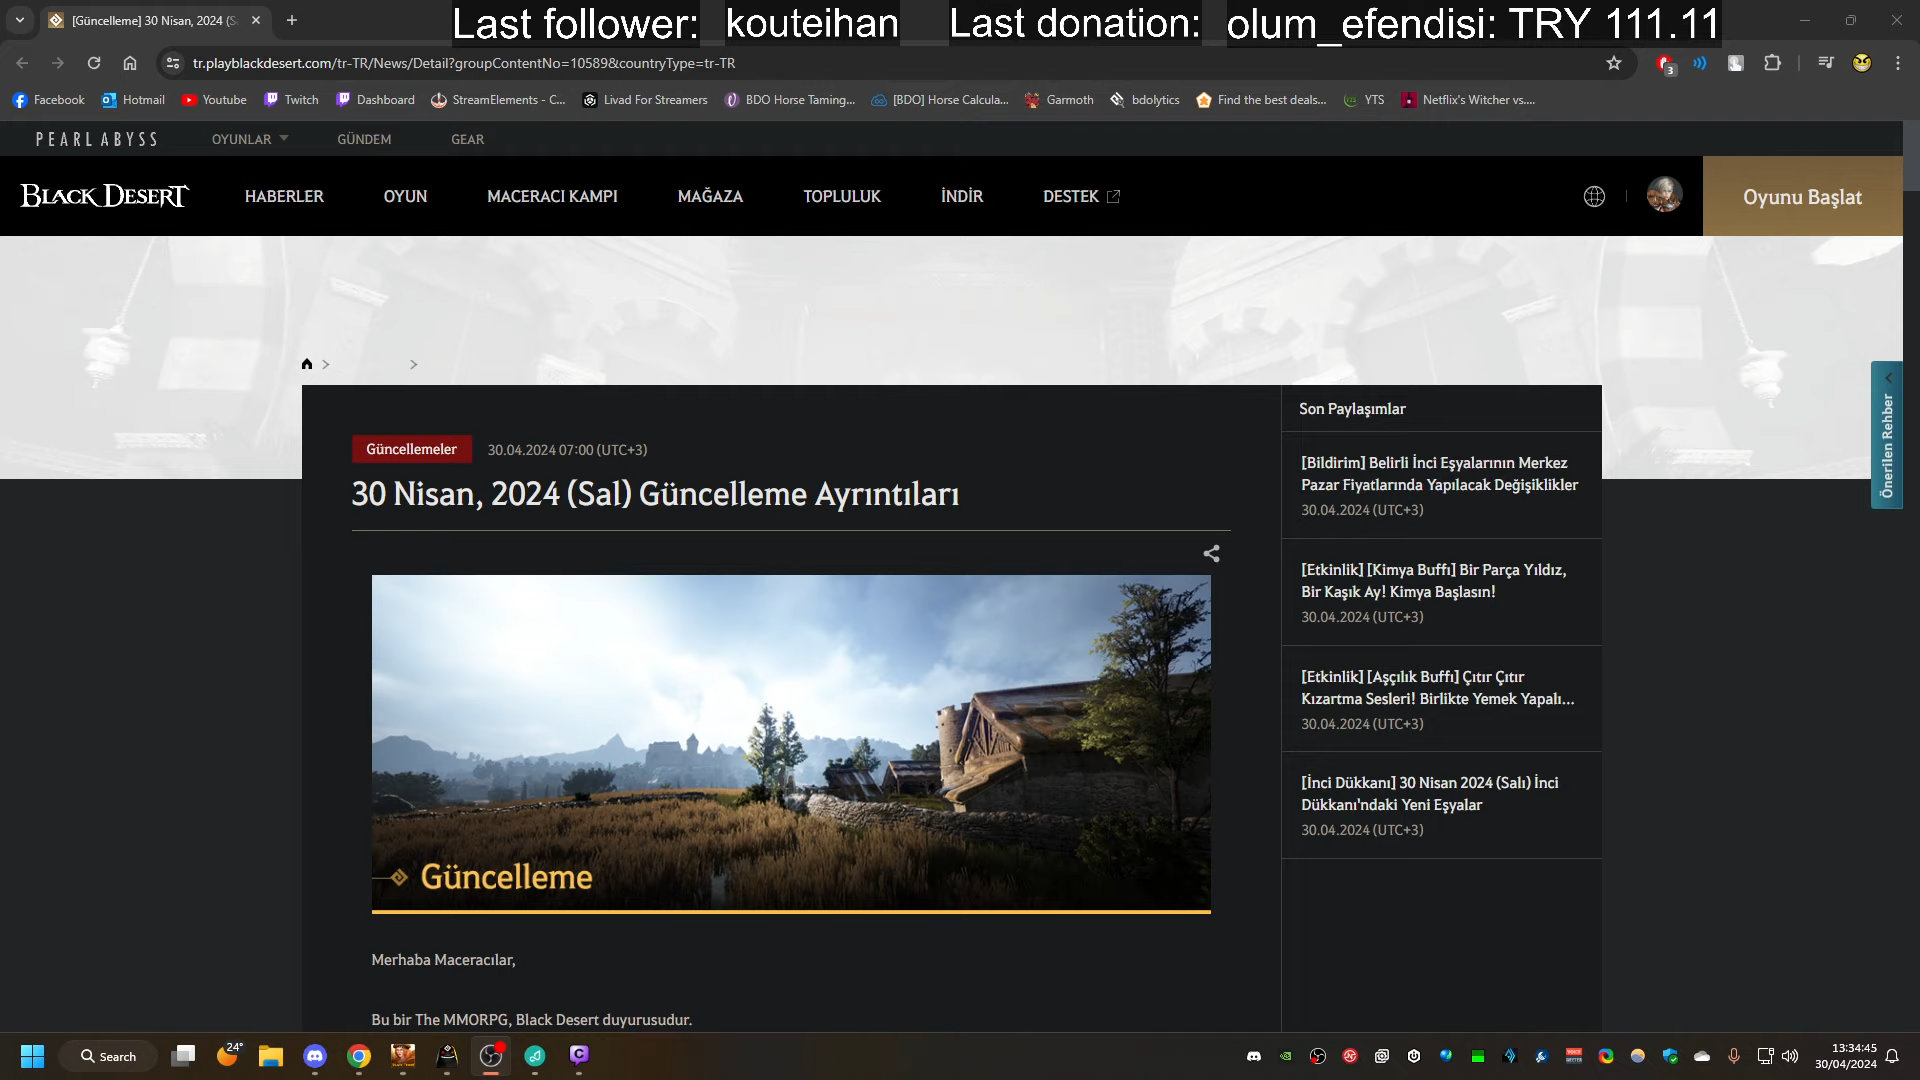 [Güncelleme] 30 Nisan, 2024 (S
Last follower: kouteihan Last donation: olum_efendisi: TRY 111.11
tr.playblackdesert.com/tr-TR/News/Detail?groupContentNo=10589&countryType=tr-TR
3
Facebook Hotmail Youtube Twitch Dashboard StreamElements - C... Livad For Streamers BDO Horse Taming... [BDO] Horse Calcula... Garmoth bdolytics Find the best deals... YTS Netflix's Witcher vs....
PEARL ABYSS OYUNLAR GÜNDEM GEAR
BLACK DESERT HABERLER OYUN MACERACI KAMPI MAĞAZA TOPLULUK İNDİR DESTEK Oyunu Başlat
Önerilen Rehber
Güncellemeler 30.04.2024 07:00 (UTC+3)
30 Nisan, 2024 (Sal) Güncelleme Ayrıntıları
Güncelleme
Merhaba Maceracılar,
Bu bir The MMORPG, Black Desert duyurusudur.
Son Paylaşımlar
[Bildirim] Belirli İnci Eşyalarının Merkez
Pazar Fiyatlarında Yapılacak Değişiklikler
30.04.2024 (UTC+3)
[Etkinlik] [Kimya Buffı] Bir Parça Yıldız,
Bir Kaşık Ay! Kimya Başlasın!
30.04.2024 (UTC+3)
[Etkinlik] [Aşçılık Buffı] Çıtır Çıtır
Kızartma Sesleri! Birlikte Yemek Yapalı...
30.04.2024 (UTC+3)
[İnci Dükkanı] 30 Nisan 2024 (Salı) İnci
Dükkanı'ndaki Yeni Eşyalar
30.04.2024 (UTC+3)
Search
24°
13:34:45
30/04/2024